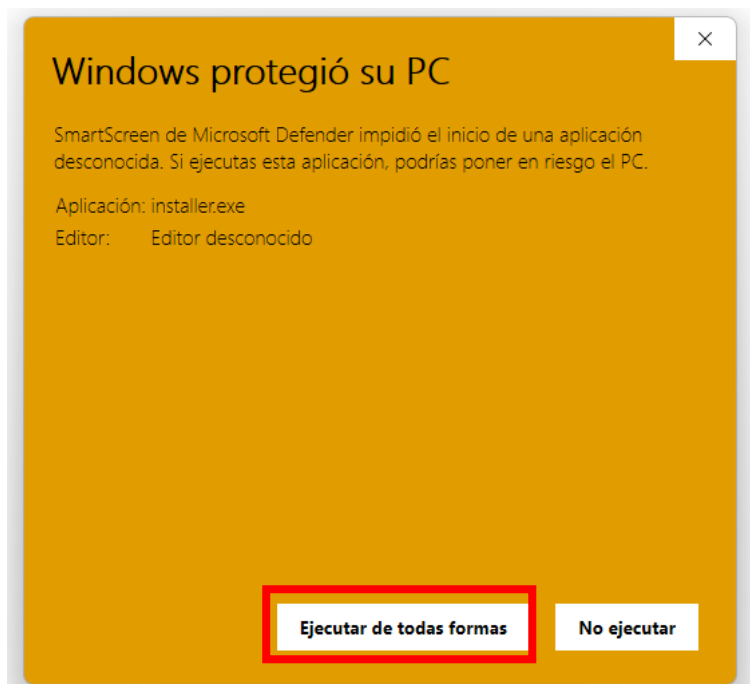 Windows protegió su PC
SmartScreen de Microsoft Defender impidió el inicio de una aplicación
desconocida. Si ejecutas esta aplicación, podrías poner en riesgo el PC.
Aplicación: installer.exe
Editor: Editor desconocido
Ejecutar de todas formas No ejecutar